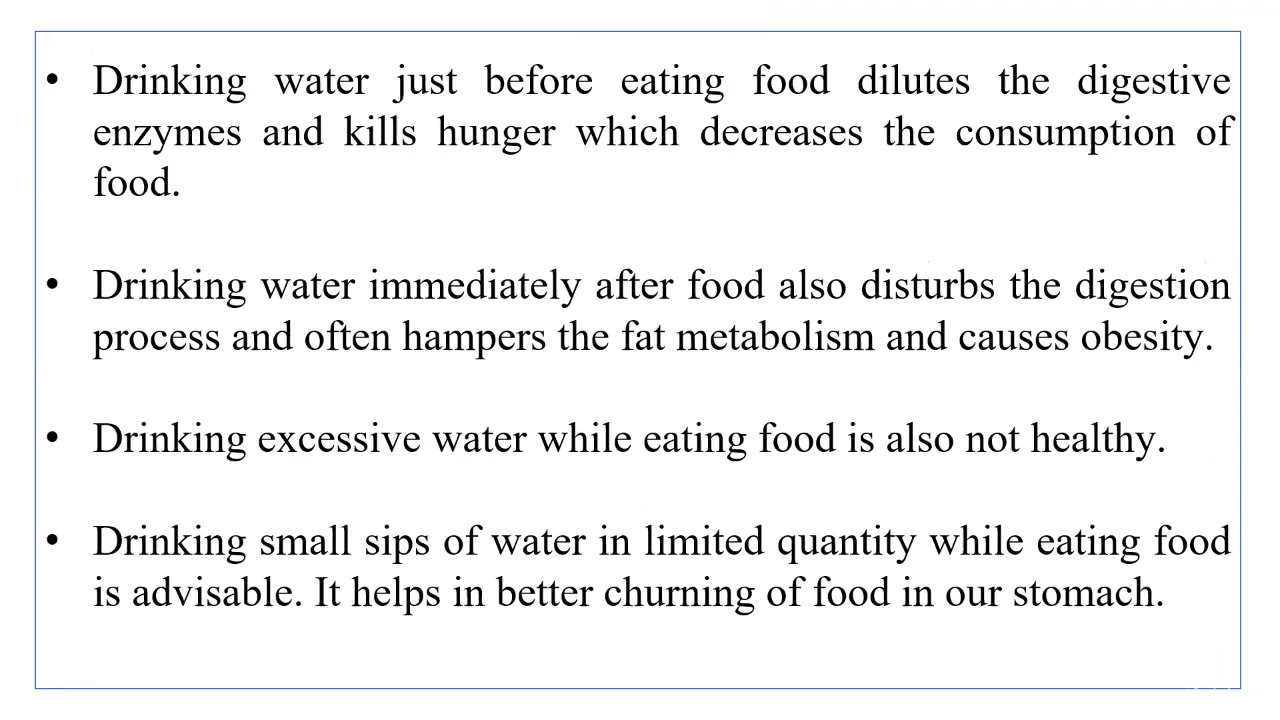 • Drinking water just before eating food dilutes the digestive
enzymes and kills hunger which decreases the consumption of
food.
• Drinking water immediately after food also disturbs the digestion
process and often hampers the fat metabolism and causes obesity.
• Drinking excessive water while eating food is also not healthy.
• Drinking small sips of water in limited quantity while eating food
is advisable. It helps in better churning of food in our stomach.